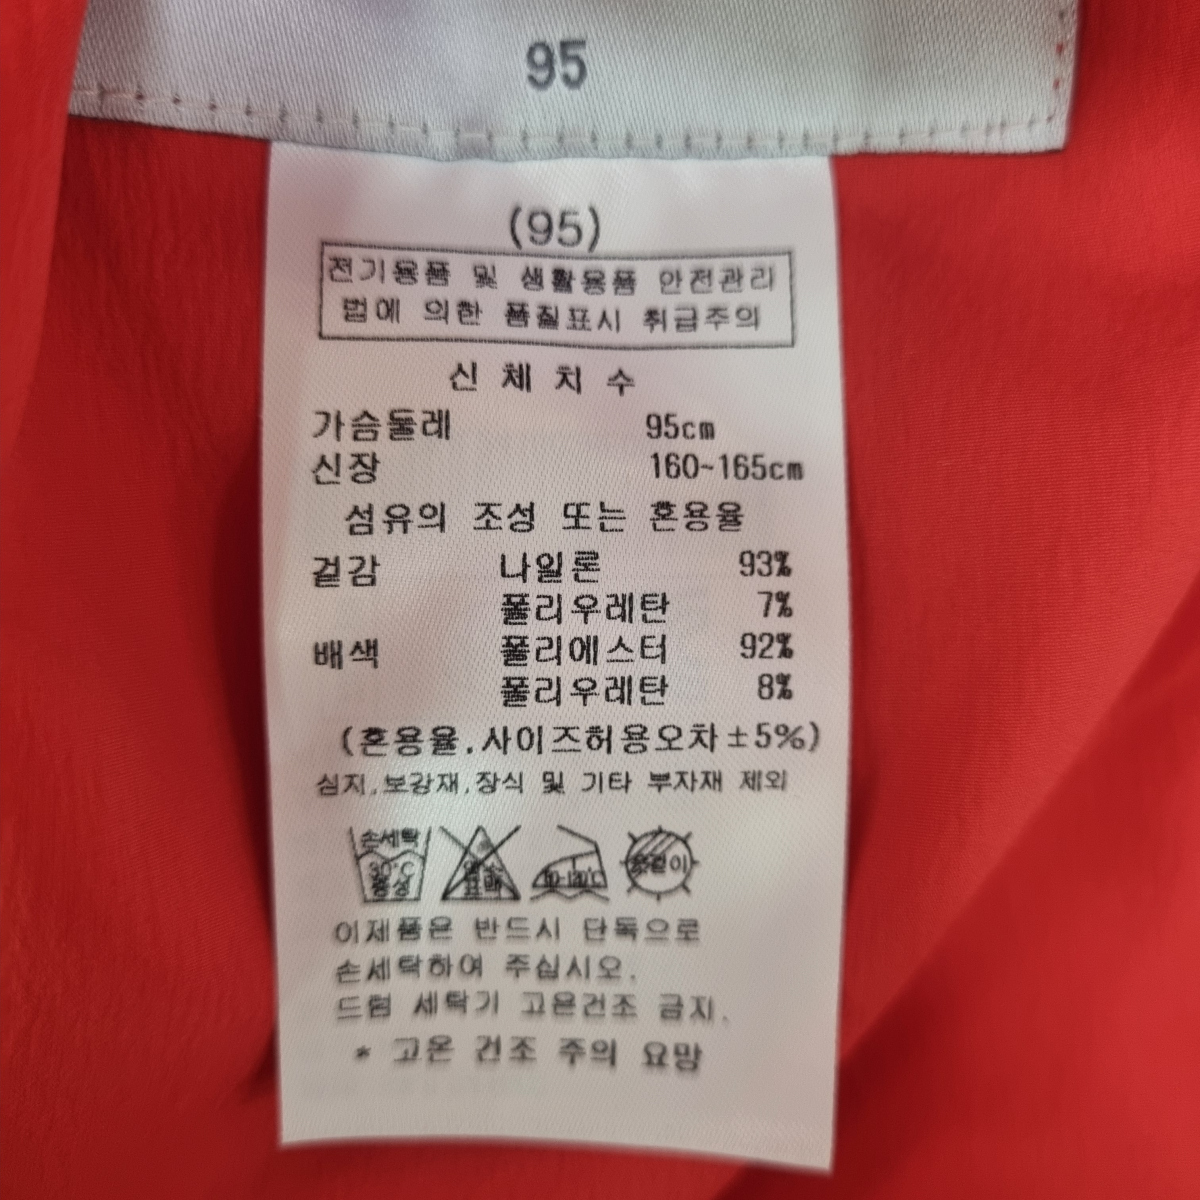 95
(95)
전기용품 및 생활용품 안전관리
법에 의한 품질표시 취급주의
신 체 치 수
가슴둘레 95cm
신장 160~165cm
섬유의 조성 또는 혼용율
겉감 나일론 93%
폴리우레탄 7%
배색 폴리에스터 92%
폴리우레탄 8%
(혼용율.사이즈허용오차±5%)
심지,보강재,장식 및 기타 부자재 제외
손세탁
30°C
중성
표백
이제품은 반드시 단독으로
손세탁하여 주십시오.
드럼 세탁기 고온건조 금지.
* 고온 건조 주의 요망